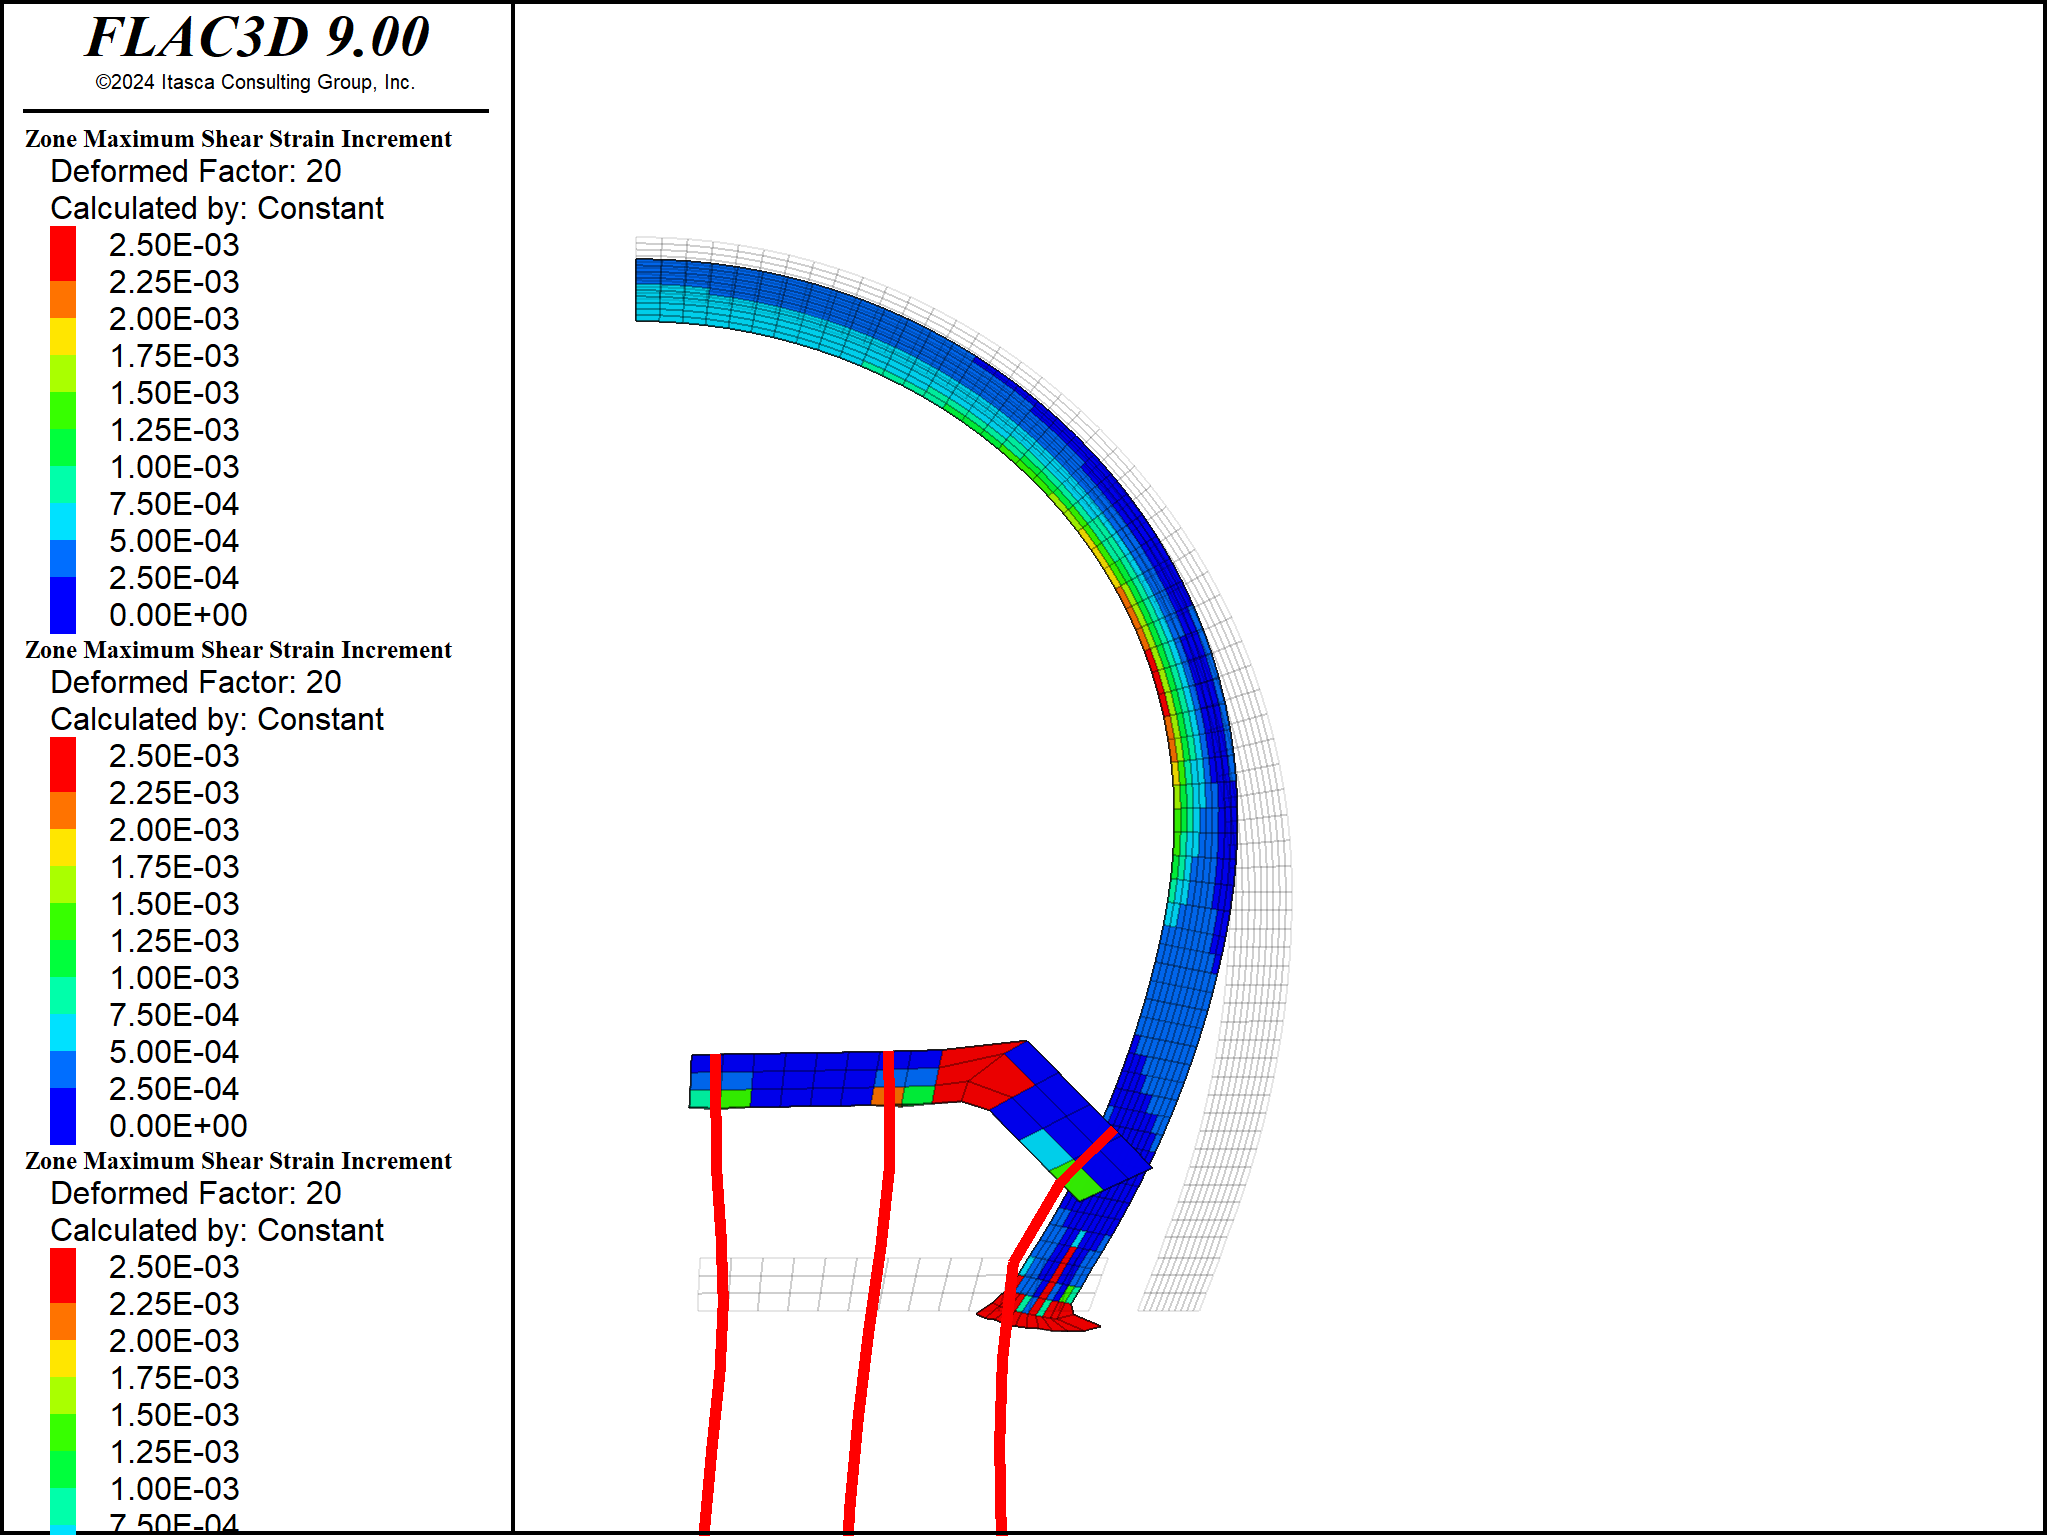 FLAC3D 9.00
©2024 Itasca Consulting Group, Inc.
Zone Maximum Shear Strain Increment
Deformed Factor: 20
Calculated by: Constant
2.50E-03
2.25E-03
2.00E-03
1.75E-03
1.50E-03
1.25E-03
1.00E-03
7.50E-04
5.00E-04
2.50E-04
0.00E+00
Zone Maximum Shear Strain Increment
Deformed Factor: 20
Calculated by: Constant
2.50E-03
2.25E-03
2.00E-03
1.75E-03
1.50E-03
1.25E-03
1.00E-03
7.50E-04
5.00E-04
2.50E-04
0.00E+00
Zone Maximum Shear Strain Increment
Deformed Factor: 20
Calculated by: Constant
2.50E-03
2.25E-03
2.00E-03
1.75E-03
1.50E-03
1.25E-03
1.00E-03
7.50E-04